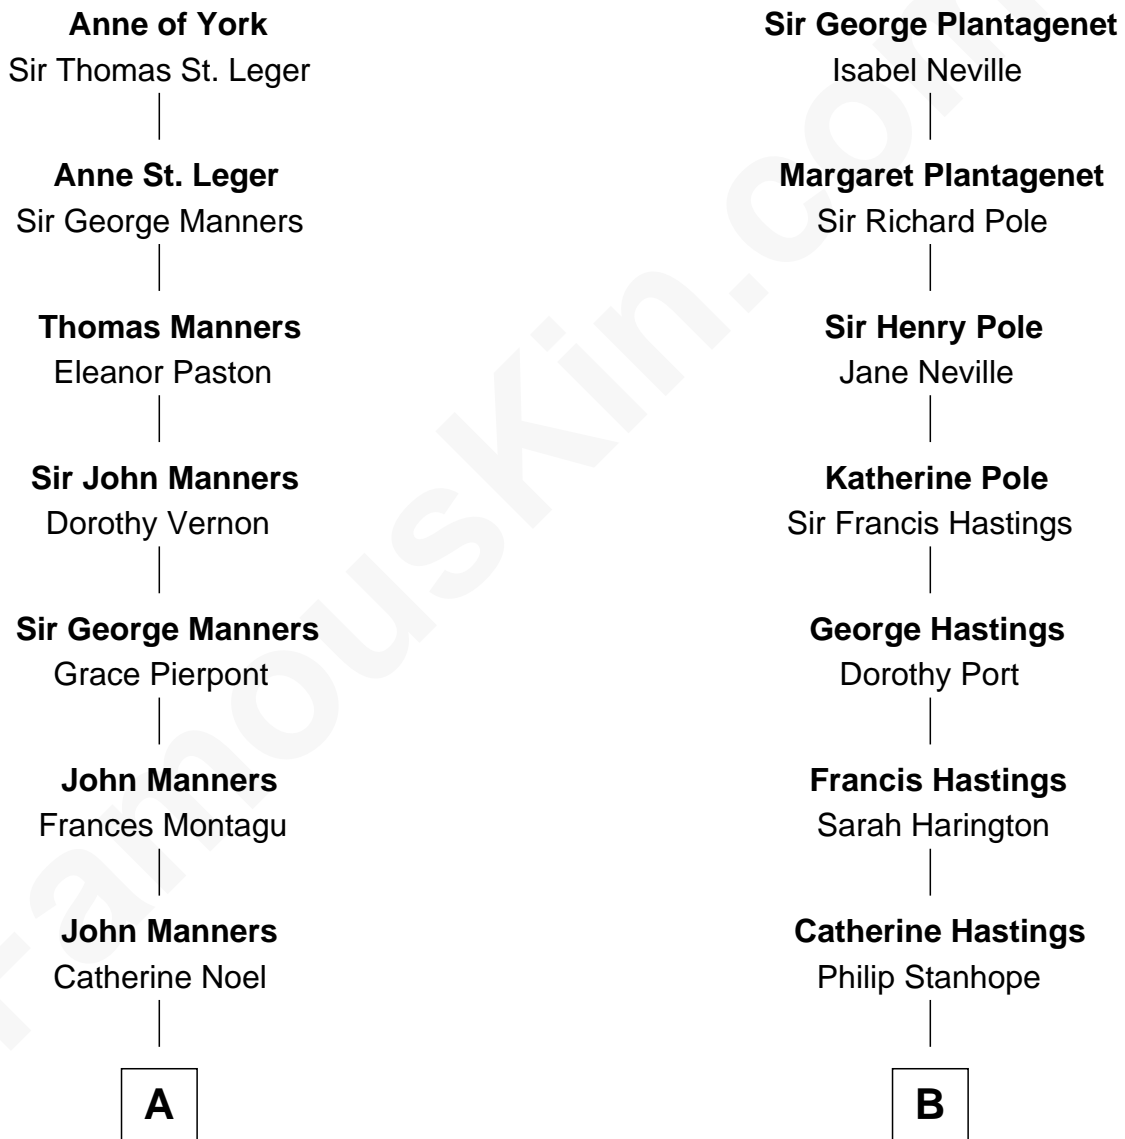 Anne of York
Sir Thomas St. Leger
Anne St. Leger
Sir George Manners
Thomas Manners
Eleanor Paston
Sir John Manners
Dorothy Vernon
Sir George Manners
Grace Pierpont
John Manners
Frances Montagu
John Manners
Catherine Noel
A
Sir George Plantagenet
Isabel Neville
Margaret Plantagenet
Sir Richard Pole
Sir Henry Pole
Jane Neville
Katherine Pole
Sir Francis Hastings
George Hastings
Dorothy Port
Francis Hastings
Sarah Harington
Catherine Hastings
Philip Stanhope
B
FamousKin.com